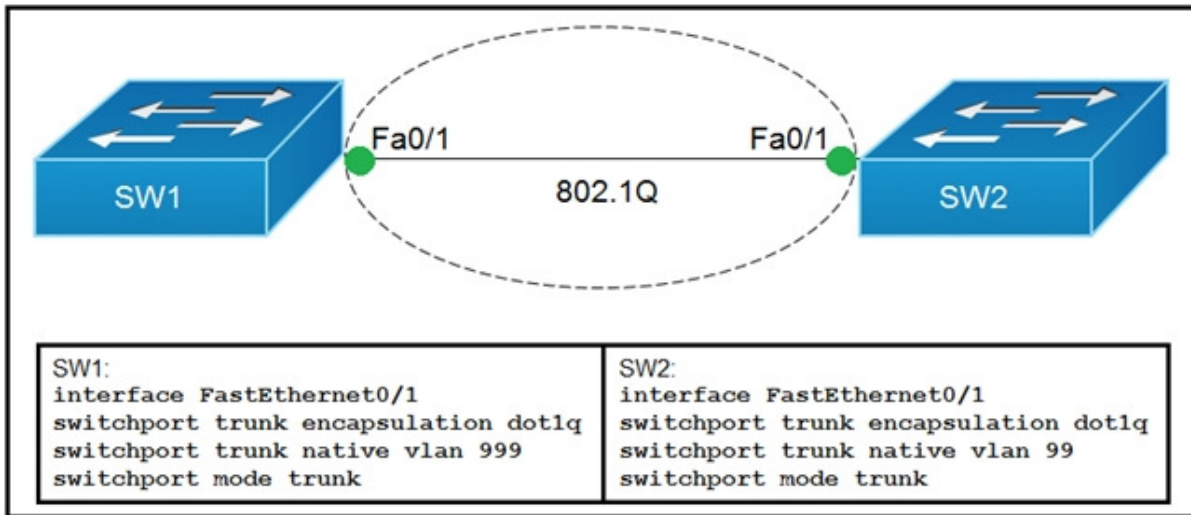 Fa0/1
Fa0/1
SW1
802.1Q
SW2
SW1:
interface FastEthernet0/1
switchport trunk encapsulation dot1q
switchport trunk native vlan 999
switchport mode trunk
SW2:
interface FastEthernet0/1
switchport trunk encapsulation dot1q
switchport trunk native vlan 99
switchport mode trunk